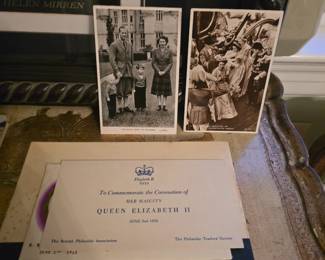 HELEN MIRREN
Elizabeth R
1953
To Commemorate the Coronation of
HER MAJESTY
QUEEN ELIZABETH II
JUNE 2nd 1953
The British Philatelic Association
The Philatelic Traders' Society
JUNE 2ND 1953